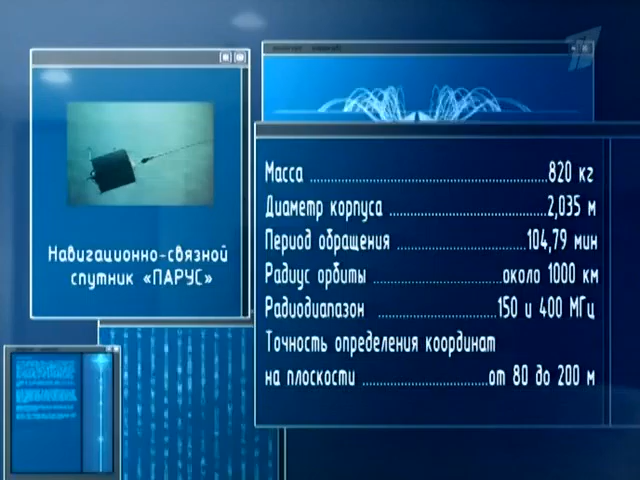 Навигационно-связной
спутник «ПАРУС»
Масса ........................................................820 кг
Диаметр корпуса .....................................2,035 м
Период обращения ...............................104,79 мин
Радиус орбиты ..............................около 1000 км
Радиодиапазон ............................150 и 400 МГц
Точность определения координат
на плоскости ..............................от 80 до 200 м